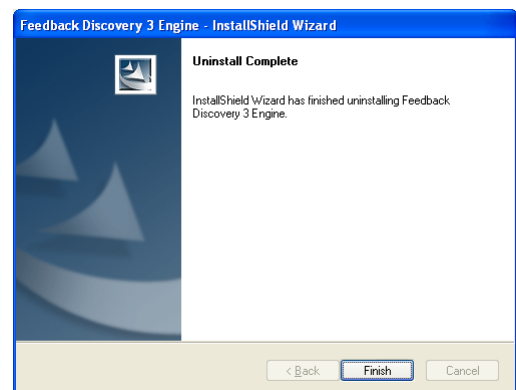 Feedback Discovery 3 Engine - InstallShield Wizard
Uninstall Complete
InstallShield Wizard has finished uninstalling Feedback
Discovery 3 Engine.
< Back
Finish
Cancel